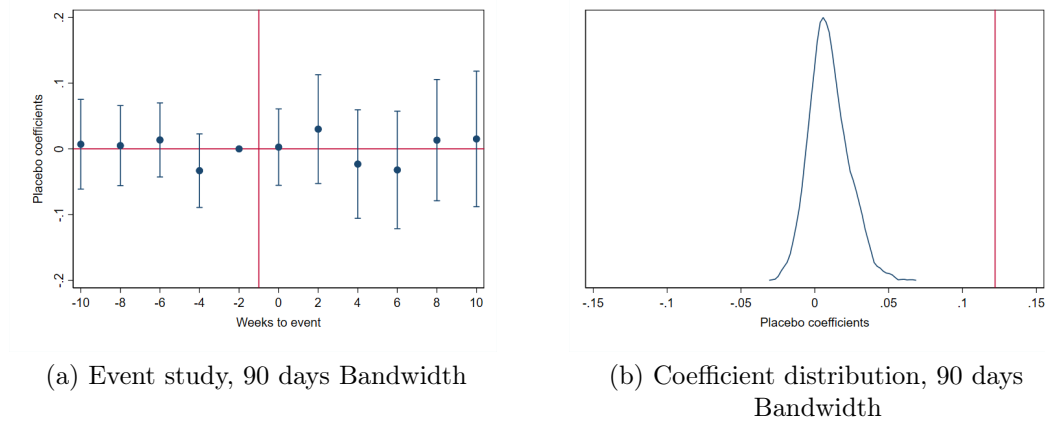 .2
.1
0
-.1
-.2
Placebo coefficients
-10 -8 -6 -4 -2 0 2 4 6 8 10
Weeks to event
(a) Event study, 90 days Bandwidth
-.15 -.1 -.05 0 .05 .1 .15
Placebo coefficients
(b) Coefficient distribution, 90 days
Bandwidth